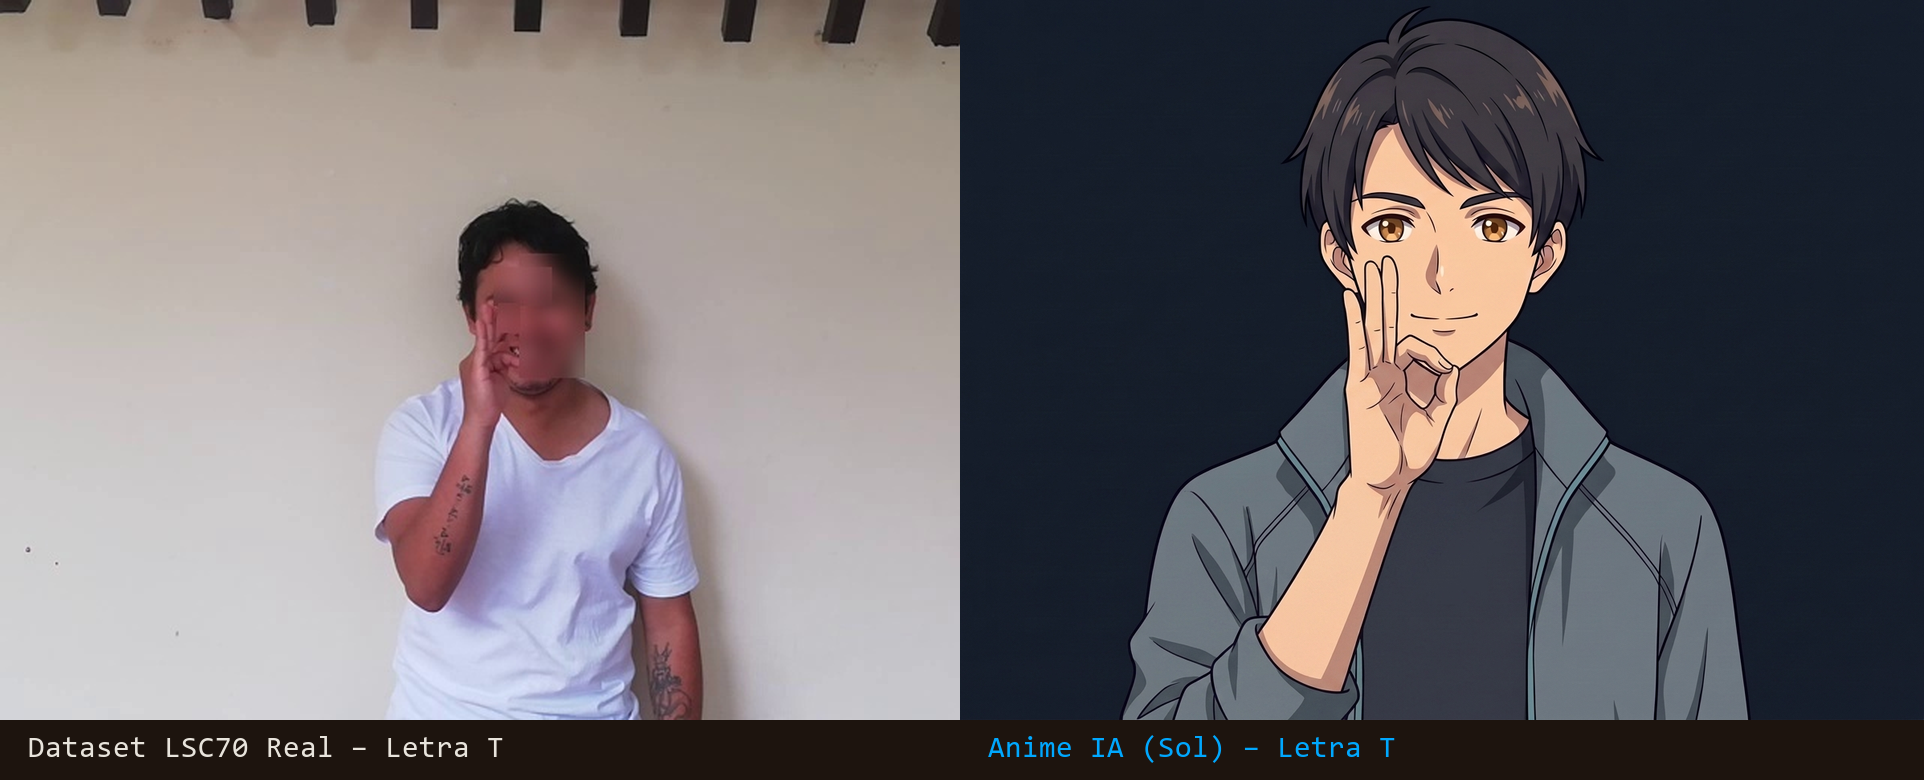 Dataset LSC70 Real – Letra T
Anime IA (Sol) – Letra T